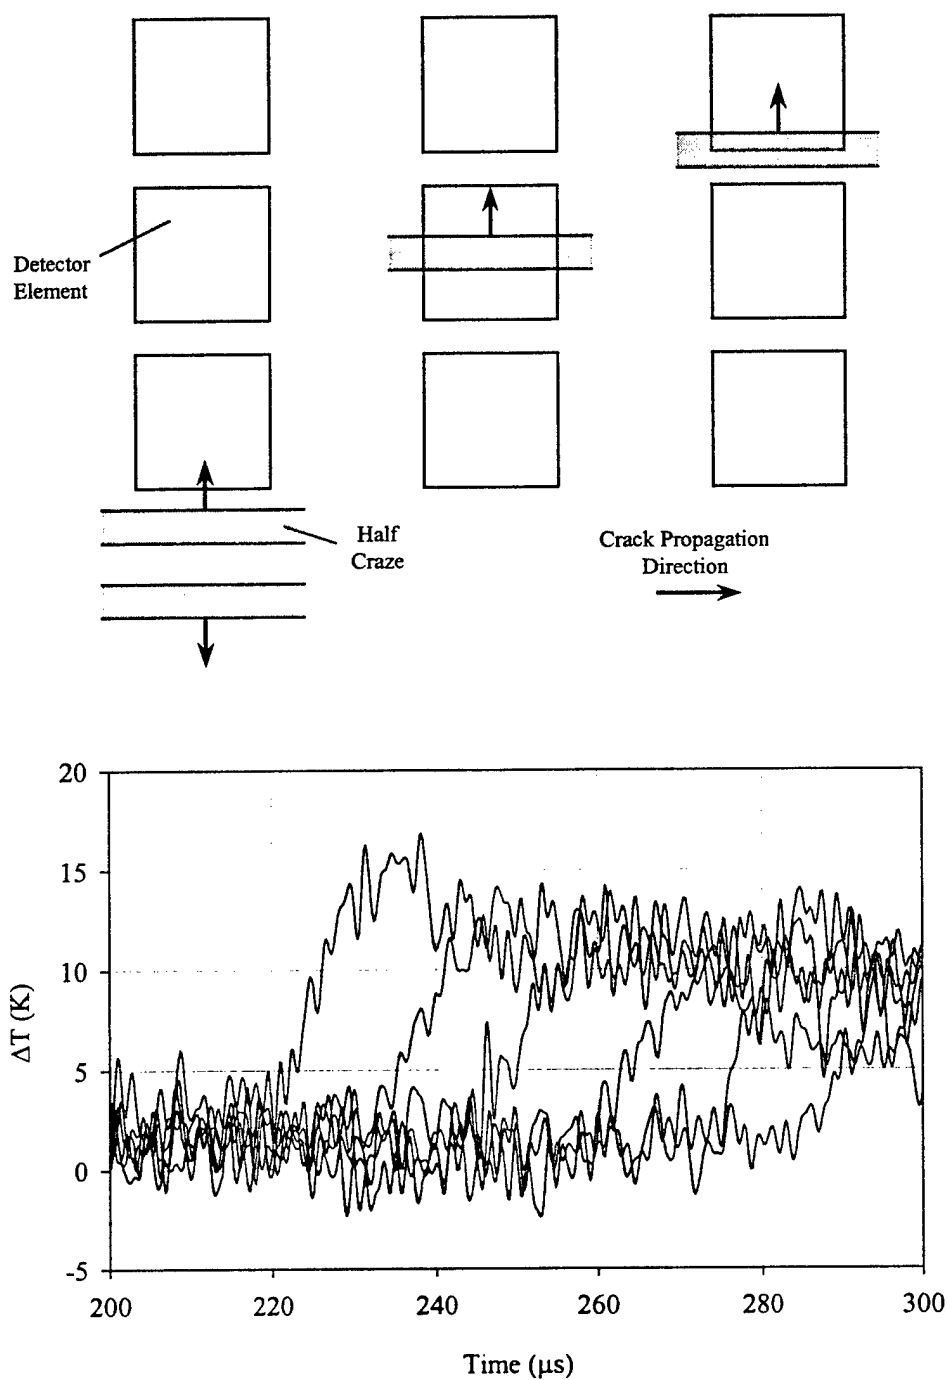 Detector
Element
Half
Craze
Crack Propagation
Direction
20
15
10
5
0
-5
ΔT (K)
200
220
240
260
280
300
Time (μs)